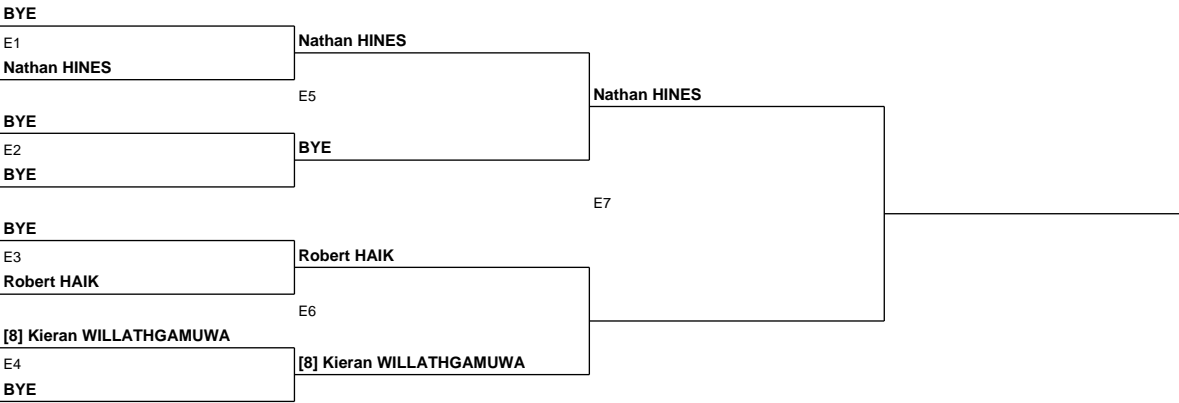 BYE
E1
Nathan HINES
Nathan HINES
E5
Nathan HINES
BYE
E2
BYE
BYE
E7
BYE
E3
Robert HAIK
Robert HAIK
E6
[8] Kieran WILLATHGAMUWA
E4
[8] Kieran WILLATHGAMUWA
BYE